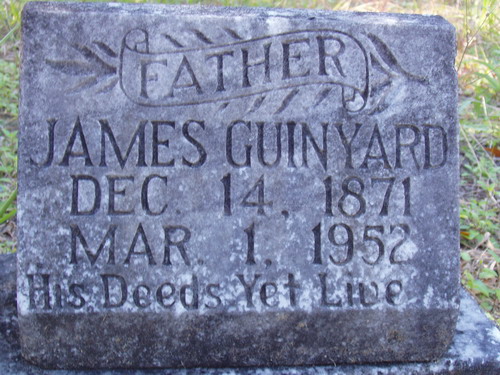 FATHER
JAMES GUINYARD
DEC. 14, 1871
MAR. 1, 1952
His Deeds Yet Live